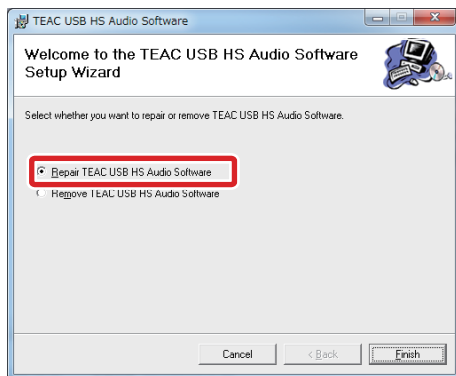 TEAC USB HS Audio Software
Welcome to the TEAC USB HS Audio Software
Setup Wizard
Select whether you want to repair or remove TEAC USB HS Audio Software.
Repair TEAC USB HS Audio Software
Remove TEAC USB HS Audio Software
Cancel
< Back
Finish